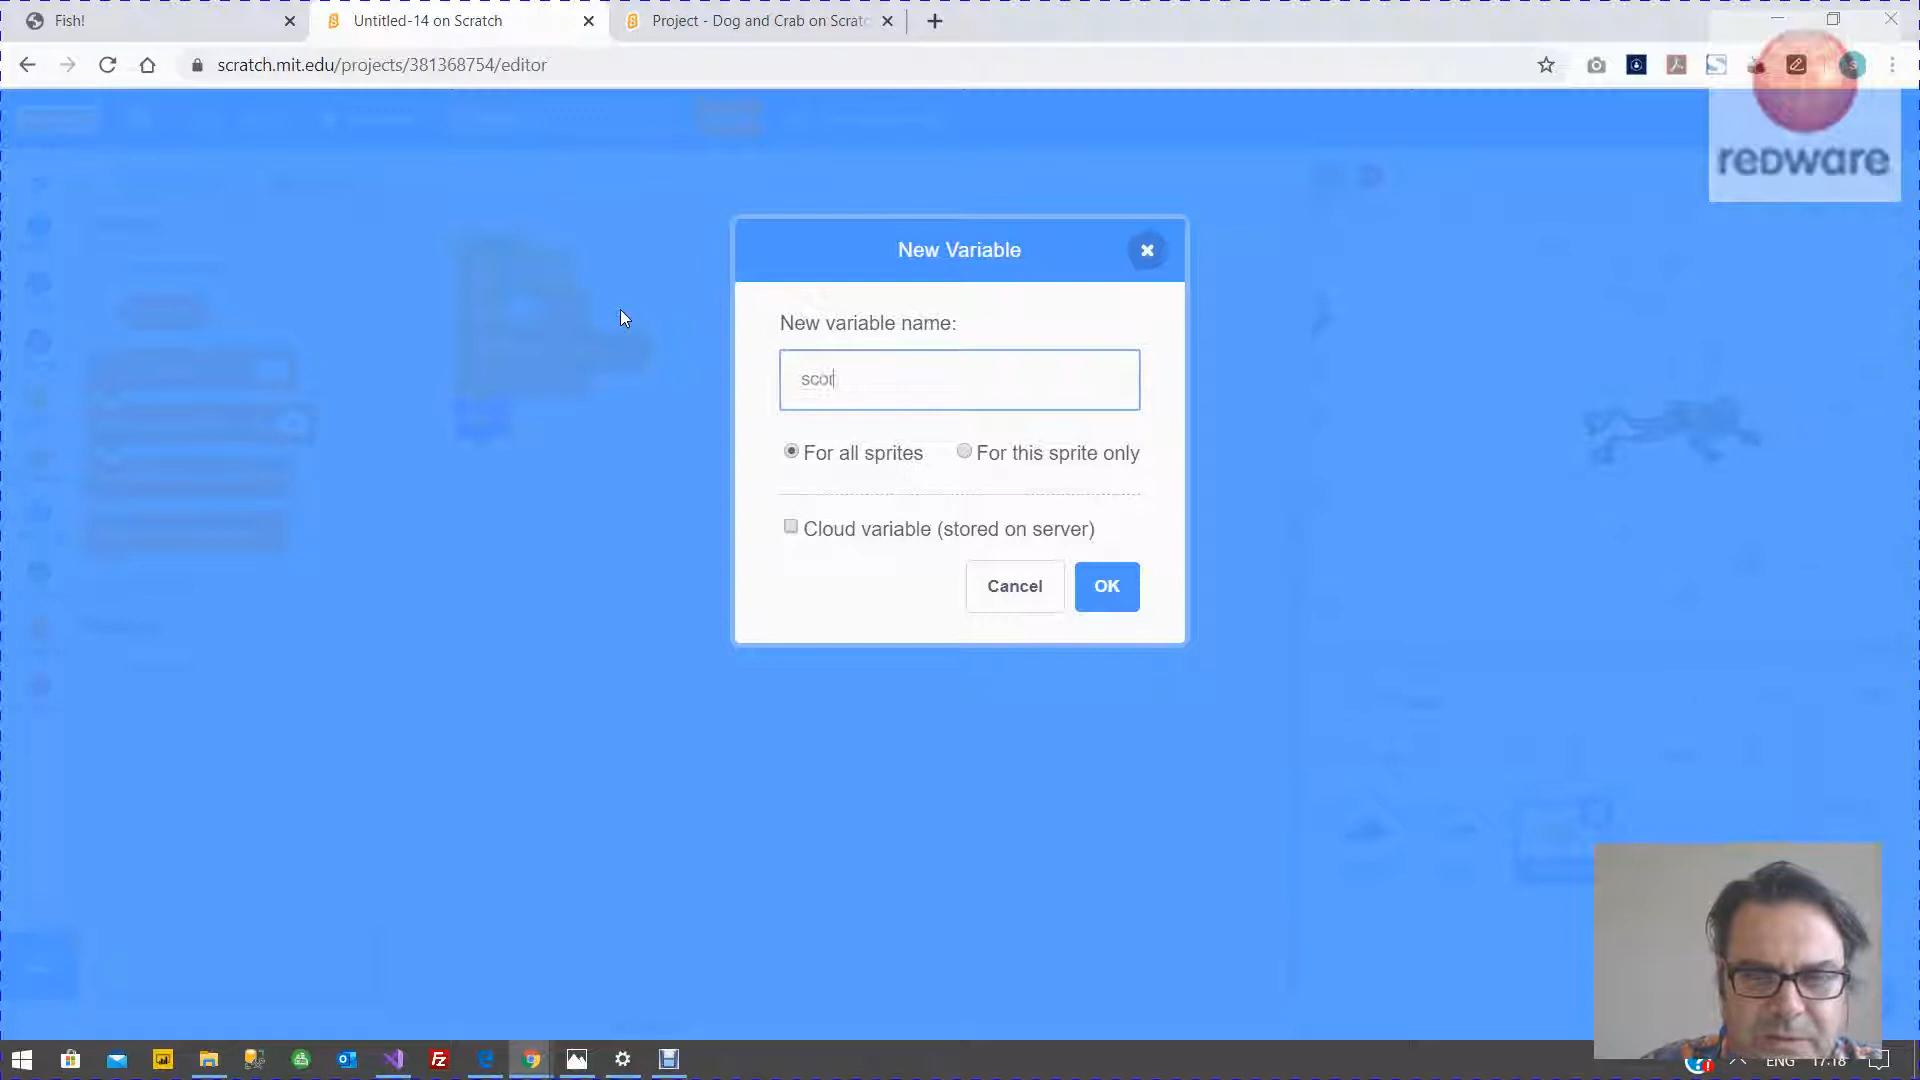 Fish!
Untitled-14 on Scratch
Project - Dog and Crab on Scratc
scratch.mit.edu/projects/381368754/editor
redware
New Variable
New variable name:
scor
For all sprites
For this sprite only
Cloud variable (stored on server)
Cancel
OK
ENG
17:18